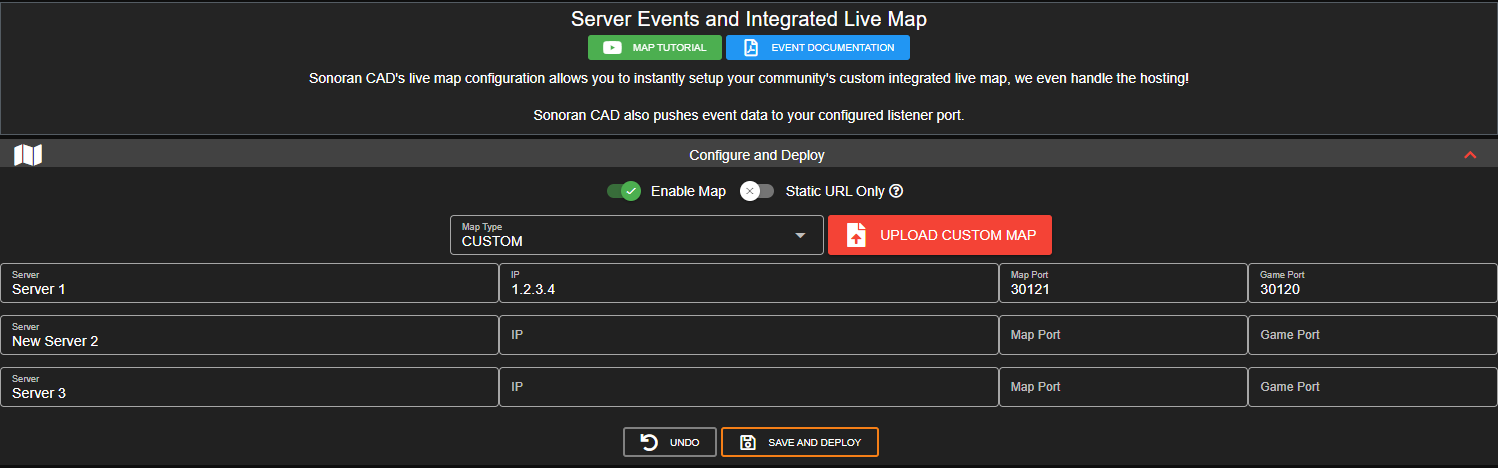 Server Events and Integrated Live Map
MAP TUTORIAL
EVENT DOCUMENTATION
Sonoran CAD's live map configuration allows you to instantly setup your community's custom integrated live map, we even handle the hosting!
Sonoran CAD also pushes event data to your configured listener port.
Configure and Deploy
Enable Map
Static URL Only
Map Type
CUSTOM
UPLOAD CUSTOM MAP
Server
Server 1
IP
1.2.3.4
Map Port
30121
Game Port
30120
Server
New Server 2
IP
Map Port
Game Port
Server
Server 3
IP
Map Port
Game Port
UNDO
SAVE AND DEPLOY